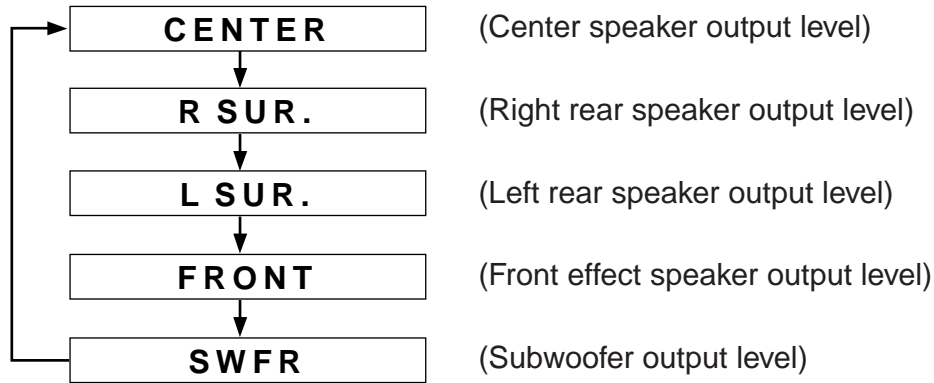 CENTER (Center speaker output level)
R SUR. (Right rear speaker output level)
L SUR. (Left rear speaker output level)
FRONT (Front effect speaker output level)
SWFR (Subwoofer output level)